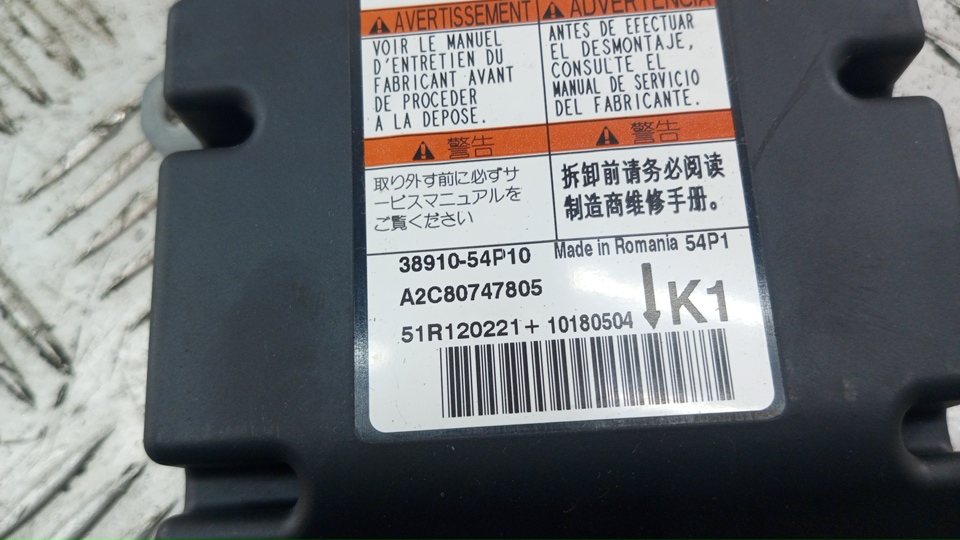 AVERTISSEMENT
VOIR LE MANUEL
D'ENTRETIEN DU
FABRICANT AVANT
DE PROCEDER
A LA DEPOSE.
ADVERTENCIA
ANTES DE EFECTUAR
EL DESMONTAJE,
CONSULTE EL
MANUAL DE SERVICIO
DEL FABRICANTE.
警告
取り外す前に必ずサ
ービスマニュアルを
ご覧ください
警告
拆卸前请务必阅读
制造商维修手册。
38910-54P10 Made in Romania 54P1
A2C80747805
51R120221+ 10180504 K1